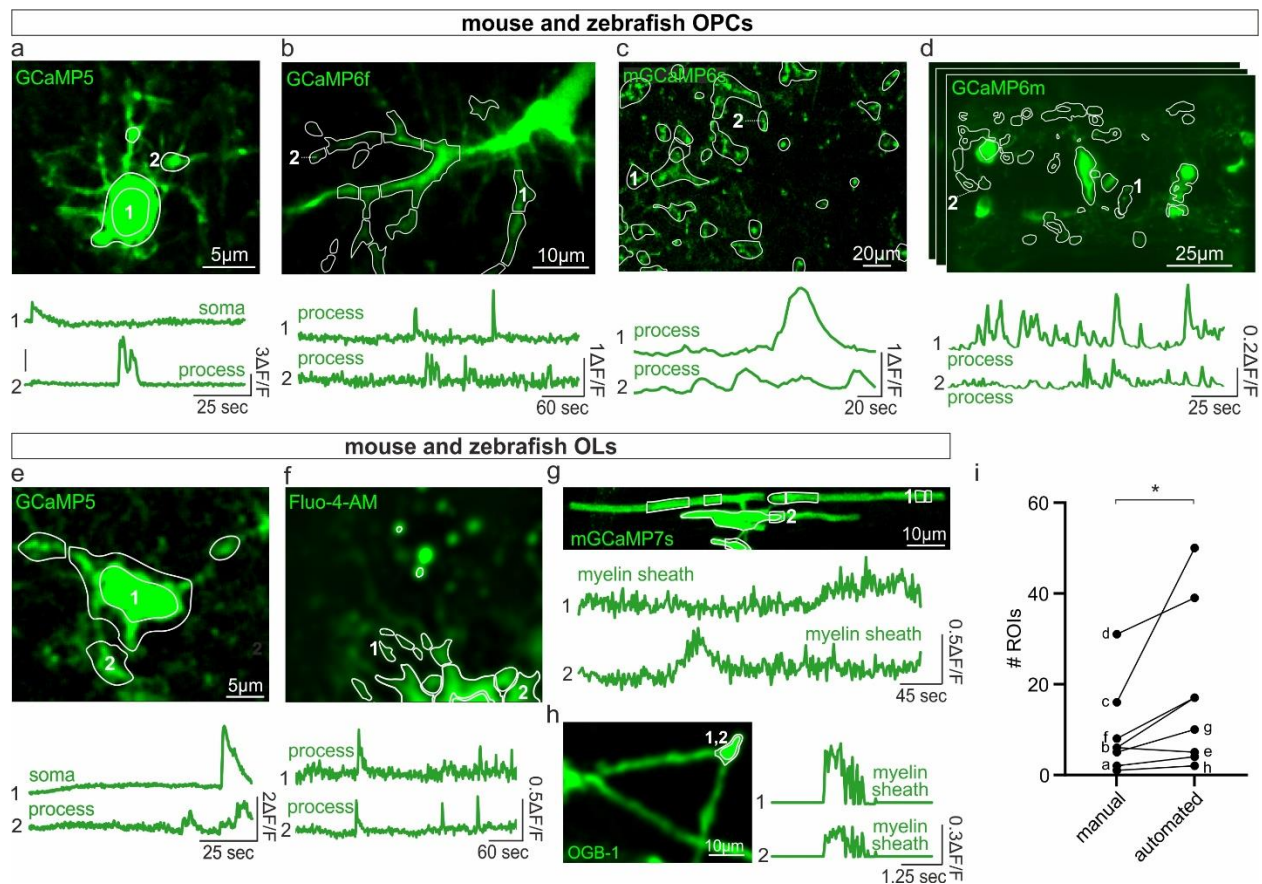 mouse and zebrafish OPCs
a
GCaMP5
1
2
5µm
b
GCaMP6f
2
1
10µm
c
mGCaMP6s
2
1
20µm
d
GCaMP6m
1
2
25µm
1
soma
2
process
3ΔF/F
25 sec
1
process
2
process
1ΔF/F
60 sec
1
process
2
process
1ΔF/F
20 sec
1
process
2
process
0.2ΔF/F
25 sec
mouse and zebrafish OLs
e
GCaMP5
1
2
2
5µm
f
Fluo-4-AM
1
2
g
1
2
mGCaMP7s
10µm
myelin sheath
1
myelin sheath
2
0.5ΔF/F
45 sec
soma
1
process
2
2ΔF/F
25 sec
process
1
process
2
0.5ΔF/F
60 sec
h
1,2
OGB-1
10µm
myelin
sheath
1
myelin
sheath
2
0.3ΔF/F
1.25 sec
i
*
60
40
20
0
# ROIs
d
c
f
b
a
g
e
h
manual
automated